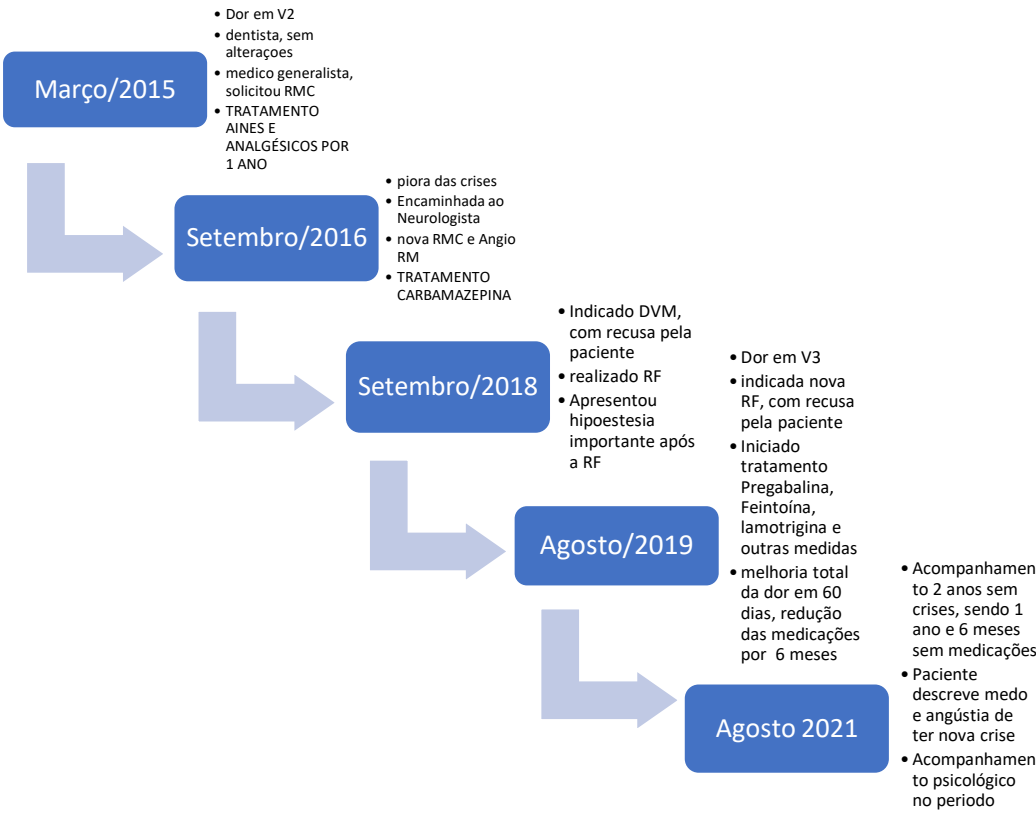 Março/2015
• Dor em V2
• dentista, sem
alteraçoes
• medico generalista,
solicitou RMC
• TRATAMENTO
AINES E
ANALGÉSICOS POR
1 ANO
Setembro/2016
• piora das crises
• Encaminhada ao
Neurologista
• nova RMC e Angio
RM
• TRATAMENTO
CARBAMAZEPINA
Setembro/2018
• Indicado DVM,
com recusa pela
paciente
• realizado RF
• Apresentou
hipoestesia
importante após
a RF
Agosto/2019
• Dor em V3
• indicada nova
RF, com recusa
pela paciente
• Iniciado
tratamento
Pregabalina,
Feintoína,
lamotrigina e
outras medidas
• melhoria total
da dor em 60
dias, redução
das medicações
por 6 meses
Agosto 2021
• Acompanhamen
to 2 anos sem
crises, sendo 1
ano e 6 meses
sem medicações
• Paciente
descreve medo
e angústia de
ter nova crise
• Acompanhamen
to psicológico
no periodo